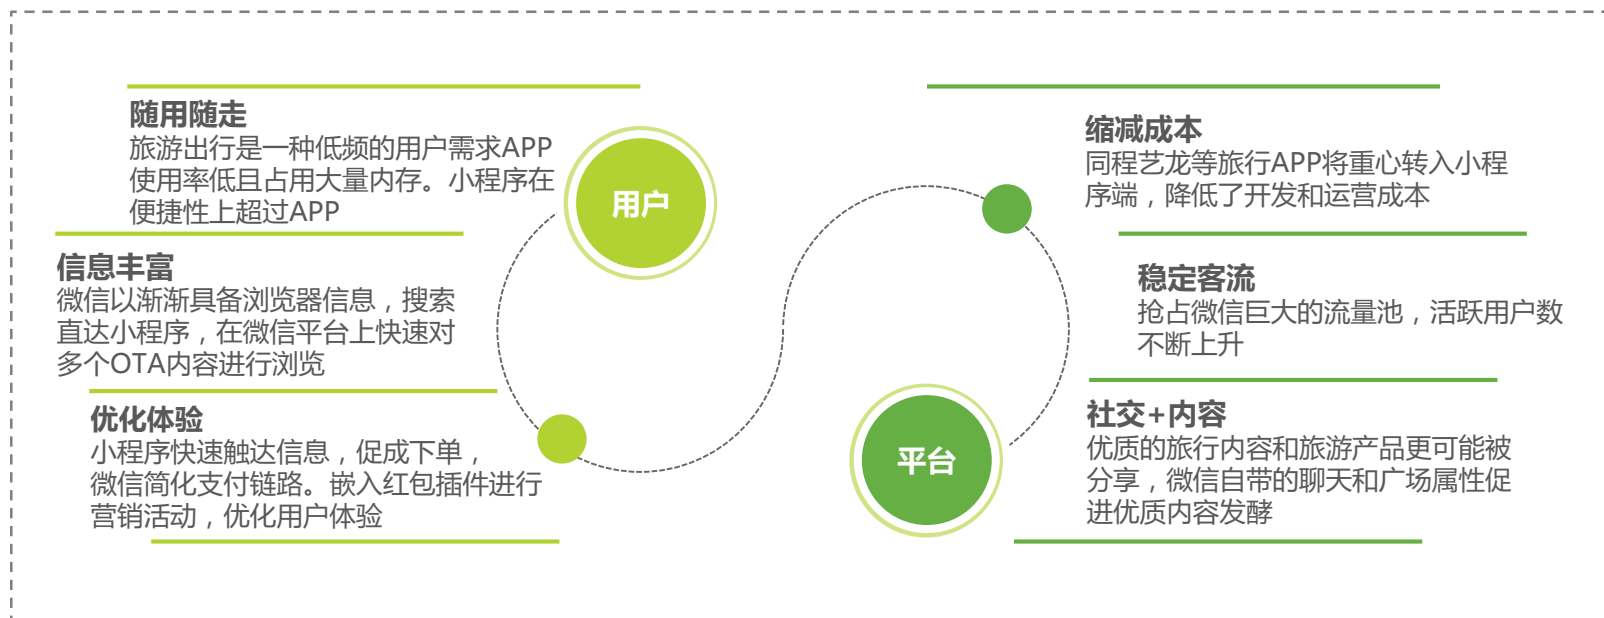 随用随走
旅游出行是一种低频的用户需求APP
使用率低且占用大量内存。小程序在
便捷性上超过APP
信息丰富
微信以渐渐具备浏览器信息，搜索
直达小程序，在微信平台上快速对
多个OTA内容进行浏览
优化体验
小程序快速触达信息，促成下单，
微信简化支付链路。嵌入红包插件进行
营销活动，优化用户体验
用户
平台
缩减成本
同程艺龙等旅行APP将重心转入小程
序端，降低了开发和运营成本
稳定客流
抢占微信巨大的流量池，活跃用户数
不断上升
社交+内容
优质的旅行内容和旅游产品更可能被
分享，微信自带的聊天和广场属性促
进优质内容发酵